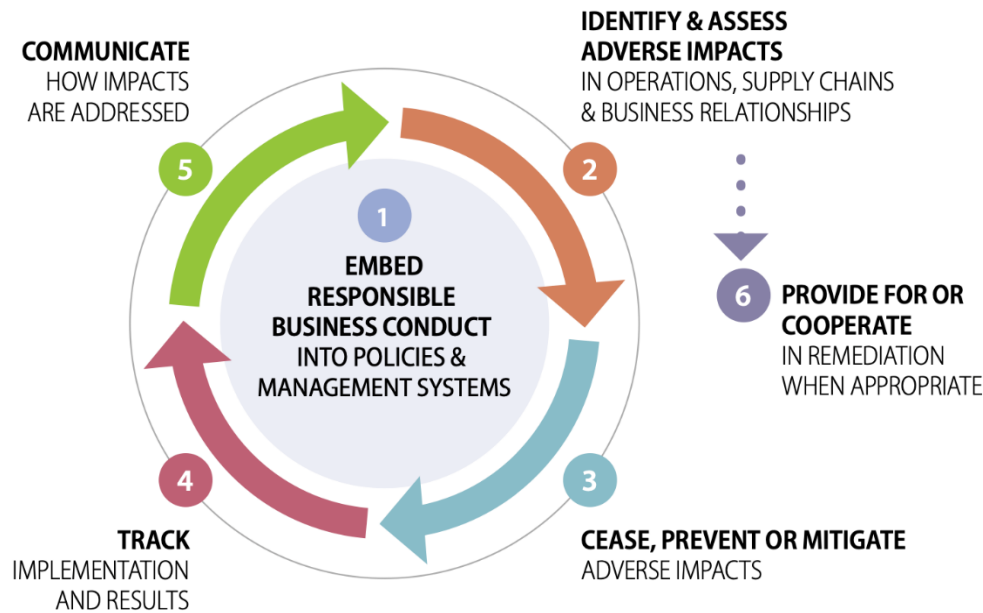 1
EMBED
RESPONSIBLE
BUSINESS CONDUCT
INTO POLICIES &
MANAGEMENT SYSTEMS
2
IDENTIFY & ASSESS
ADVERSE IMPACTS
IN OPERATIONS, SUPPLY CHAINS
& BUSINESS RELATIONSHIPS
3
CEASE, PREVENT OR MITIGATE
ADVERSE IMPACTS
4
TRACK
IMPLEMENTATION
AND RESULTS
5
COMMUNICATE
HOW IMPACTS
ARE ADDRESSED
6
PROVIDE FOR OR
COOPERATE
IN REMEDIATION
WHEN APPROPRIATE